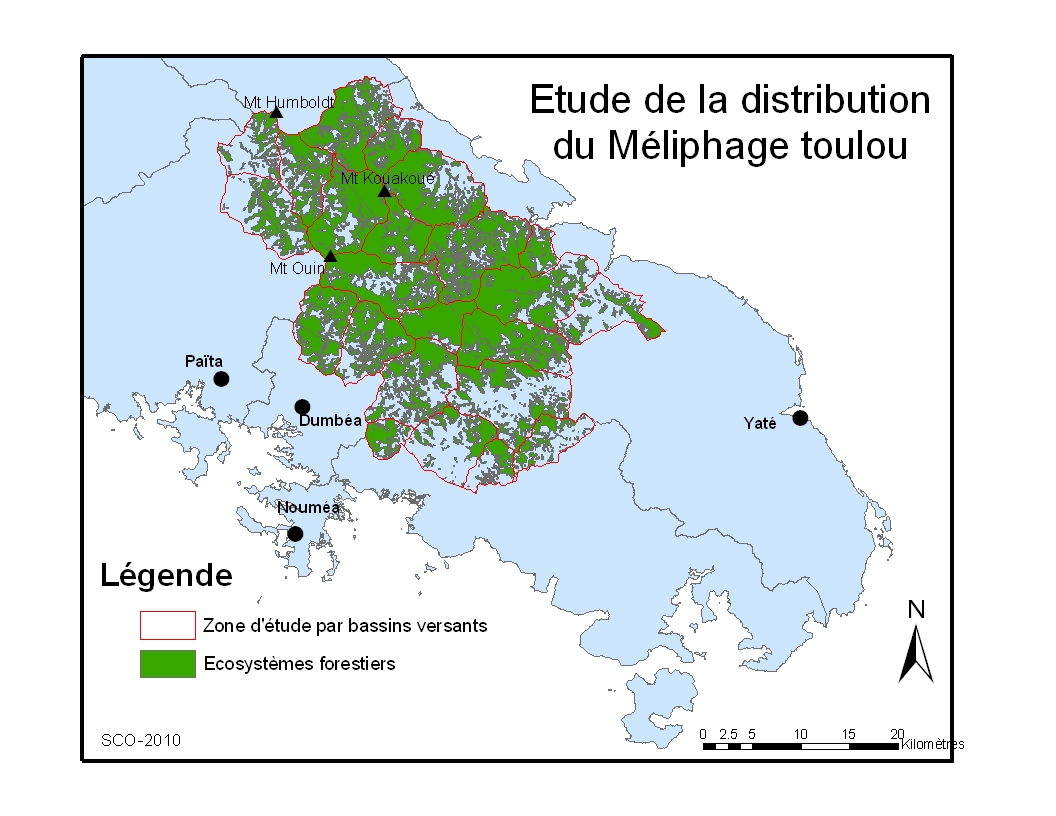 Etude de la distribution
du Méliphage toulou
Mt Humboldt
Mt Kouakoué
Mt Ouin
Païta
Dumbéa
Yaté
Nouméa
Légende
Zone d'étude par bassins versants
Ecosystèmes forestiers
N
SCO-2010
0 2.5 5 10 15 20
Kilomètres